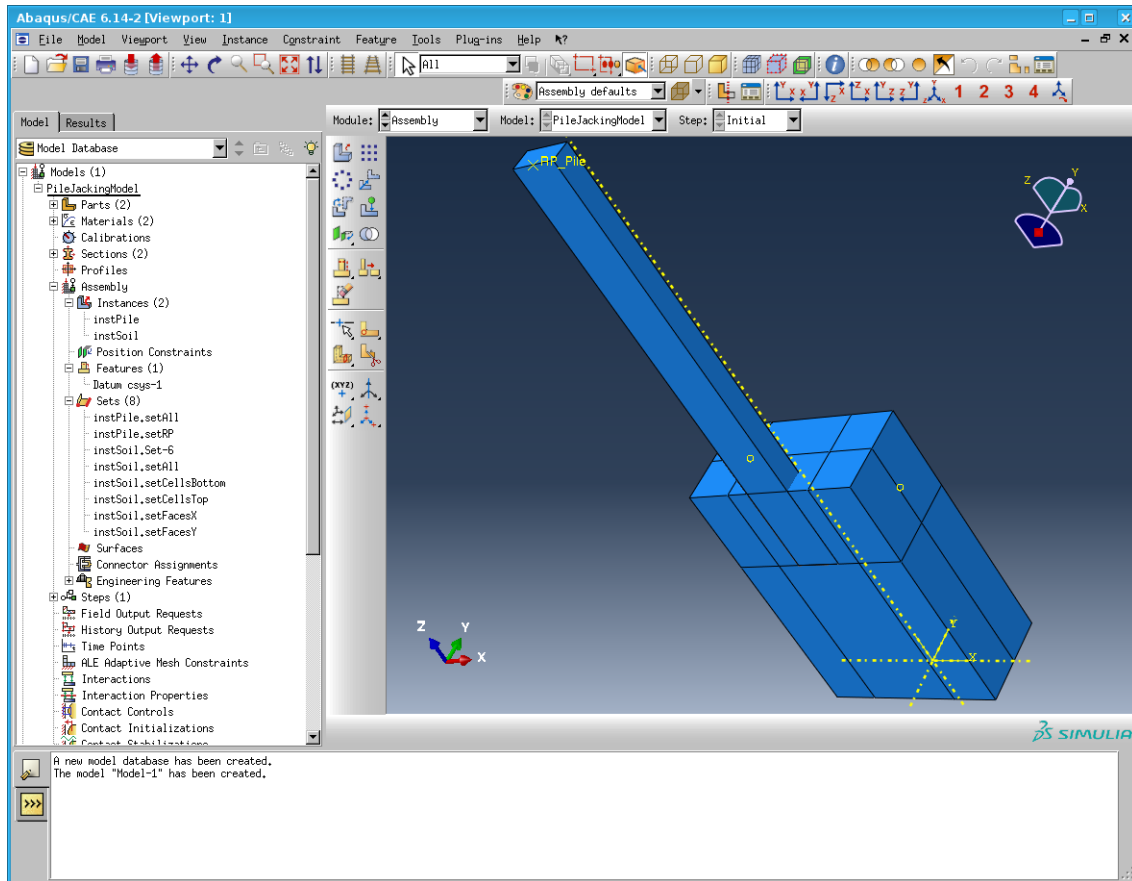 Abaqus/CAE 6.14-2 [Viewport: 1]
File Model Viewport View Instance Constraint Feature Tools Plug-ins Help ?
All
Assembly defaults
1 2 3 4
Model Results
Module: Assembly Model: PileJackingModel Step: Initial
Model Database
Models (1)
PileJackingModel
Parts (2)
Materials (2)
Calibrations
Sections (2)
Profiles
Assembly
Instances (2)
instPile
instSoil
Position Constraints
Features (1)
Datum csys-1
Sets (8)
instPile.setAll
instPile.setRP
instSoil.Set-6
instSoil.setAll
instSoil.setCellsBottom
instSoil.setCellsTop
instSoil.setFacesX
instSoil.setFacesY
Surfaces
Connector Assignments
Engineering Features
Steps (1)
Field Output Requests
History Output Requests
Time Points
ALE Adaptive Mesh Constraints
Interactions
Interaction Properties
Contact Controls
Contact Initializations
Contact Stabilizations
(XYZ)
RP_Pile
Z Y X
Y
X
Z Y X
SIMULIA
A new model database has been created.
The model "Model-1" has been created.
>>>